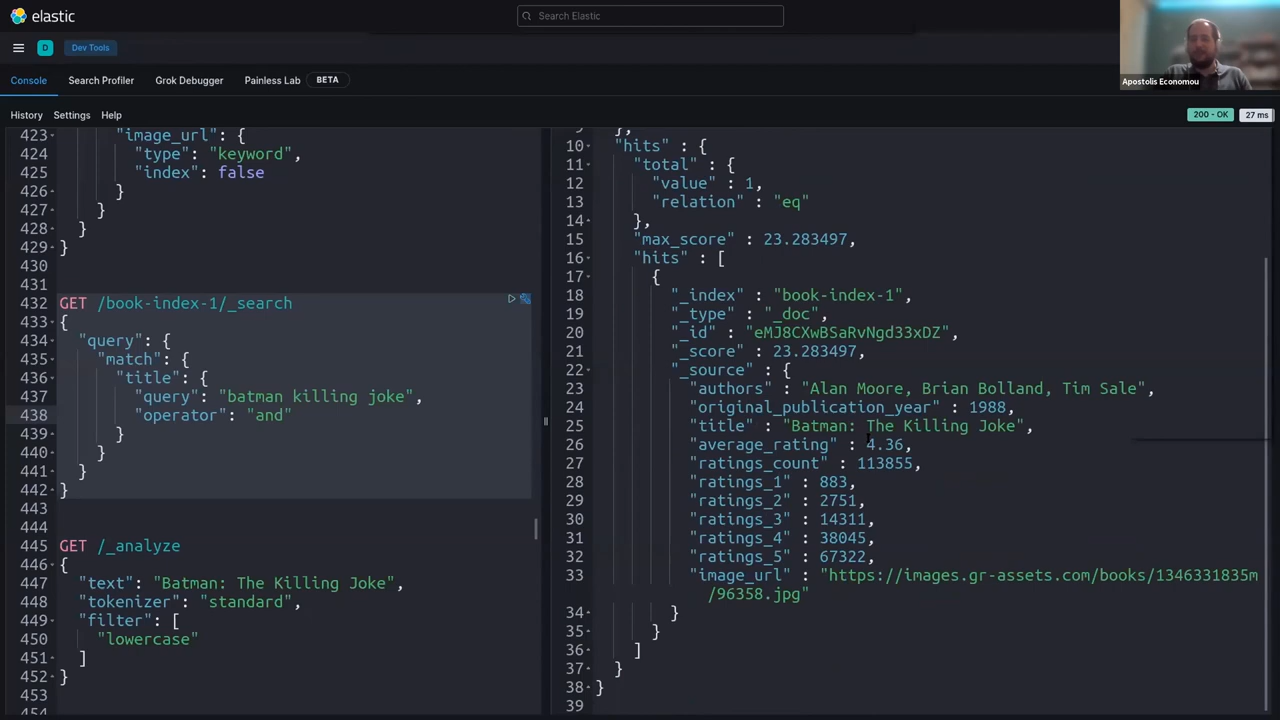 elastic
Search Elastic
D
Dev Tools
Apostolis Economou
Console
Search Profiler
Grok Debugger
Painless Lab
BETA
History
Settings
Help
200 - OK
27 ms
423 "image_url": {
424 "type": "keyword",
425 "index": false
426 }
427 }
428 }
429 }
430
431
432 GET /book-index-1/_search
433 {
434 "query": {
435 "match": {
436 "title": {
437 "query": "batman killing joke",
438 "operator": "and"
439 }
440 }
441 }
442 }
443
444
445 GET /_analyze
446 {
447 "text": "Batman: The Killing Joke",
448 "tokenizer": "standard",
449 "filter": [
450 "lowercase"
451 ]
452 }
453
9 },
10 "hits" : {
11 "total" : {
12 "value" : 1,
13 "relation" : "eq"
14 },
15 "max_score" : 23.283497,
16 "hits" : [
17 {
18 "_index" : "book-index-1",
19 "_type" : "_doc",
20 "_id" : "eMJ8CXwBSaRvNgd33xDZ",
21 "_score" : 23.283497,
22 "_source" : {
23 "authors" : "Alan Moore, Brian Bolland, Tim Sale",
24 "original_publication_year" : 1988,
25 "title" : "Batman: The Killing Joke",
26 "average_rating" : 4.36,
27 "ratings_count" : 113855,
28 "ratings_1" : 883,
29 "ratings_2" : 2751,
30 "ratings_3" : 14311,
31 "ratings_4" : 38045,
32 "ratings_5" : 67322,
33 "image_url" : "https://images.gr-assets.com/books/1346331835m
/96358.jpg"
34 }
35 }
36 ]
37 }
38 }
39